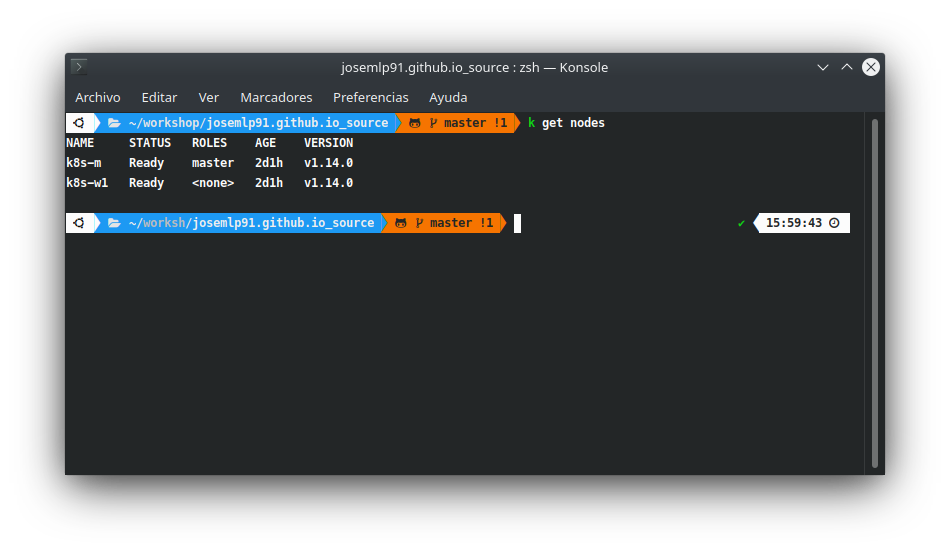 josemlp91.github.io_source : zsh — Konsole
Archivo Editar Ver Marcadores Preferencias Ayuda
~/workshop/josemlp91.github.io_source master !1 k get nodes
NAME STATUS ROLES AGE VERSION
k8s-m Ready master 2d1h v1.14.0
k8s-w1 Ready <none> 2d1h v1.14.0
~/worksh/josemlp91.github.io_source master !1 ✔ 15:59:43